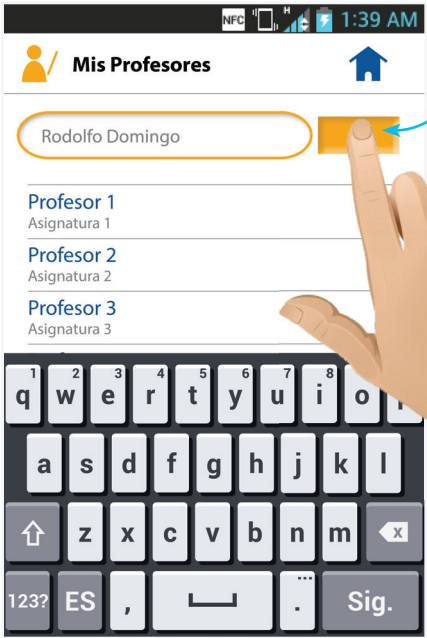 NFC H 1:39 AM
Mis Profesores
Rodolfo Domingo
Profesor 1
Asignatura 1
Profesor 2
Asignatura 2
Profesor 3
Asignatura 3
1 2 3 4 5 6 7 8
q w e r t y u i o
a s d f g h j k l
z x c v b n m x
123? ES , . ... Sig.